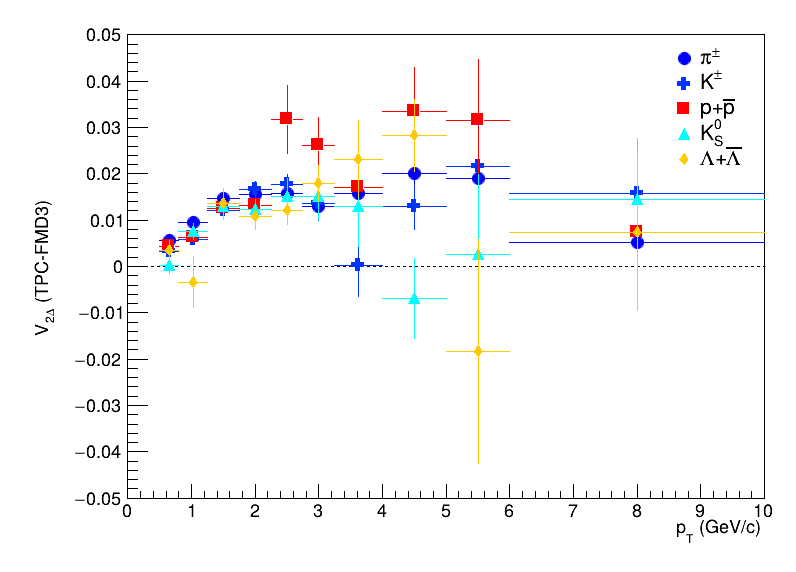 0.05
0.04
0.03
0.02
0.01
0
−0.01
−0.02
−0.03
−0.04
−0.05
V2Δ (TPC-FMD3)
π±
K±
p+p̅
K0S
Λ+Λ̅
0 1 2 3 4 5 6 7 8 9 10
pT (GeV/c)